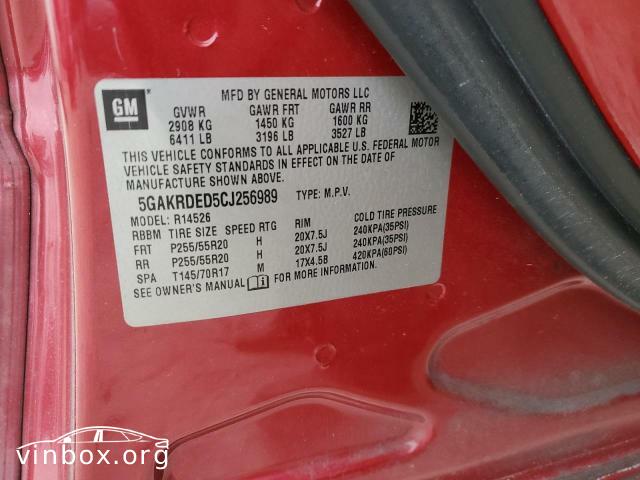 GM
MFD BY GENERAL MOTORS LLC
GVWR GAWR FRT GAWR RR
2908 KG 1450 KG 1600 KG
6411 LB 3196 LB 3527 LB
THIS VEHICLE CONFORMS TO ALL APPLICABLE U.S. FEDERAL MOTOR
VEHICLE SAFETY STANDARDS IN EFFECT ON THE DATE OF
MANUFACTURE SHOWN ABOVE.
5GAKRDED5CJ256989 TYPE: M.P.V.
MODEL: R14526
RBBM TIRE SIZE SPEED RTG RIM COLD TIRE PRESSURE
FRT P255/55R20 H 20X7.5J 240KPA(35PSI)
RR P255/55R20 H 20X7.5J 240KPA(35PSI)
SPA T145/70R17 M 17X4.5B 420KPA(60PSI)
SEE OWNER'S MANUAL FOR MORE INFORMATION.
vinbox.org